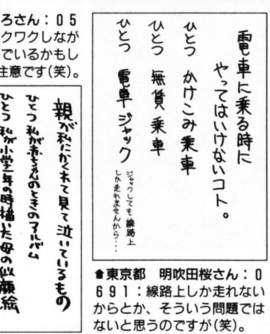 ろさん：０５
クワクしなが
でいるかもし
注意です(笑)。
電車に乗る時に
やってはいけないコト。
ひとつ かけこみ乗車
ひとつ 無賃乗車
ひとつ 電車ジャック
ジャックしても線路上
しか走れませんから…
親が私にかくれて見て泣いているもの
ひとつ 私が赤ちゃんのときのアルバム
ひとつ 私が小学一年の時描いた母の似顔絵
●東京都 明吹田桜さん：０
６９１：線路上しか走れない
からとか、そういう問題では
ないと思うのですが(笑)。